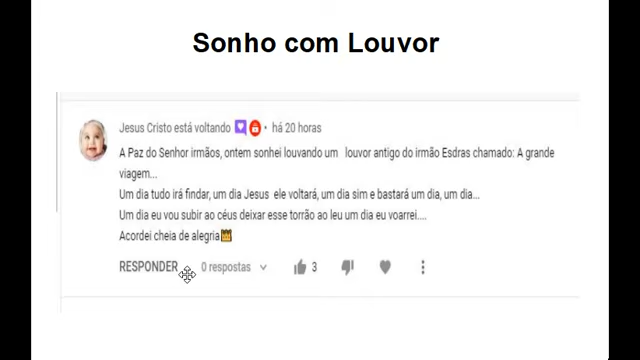 Sonho com Louvor
Jesus Cristo está voltando • há 20 horas
A Paz do Senhor irmãos, ontem sonhei louvando um louvor antigo do irmão Esdras chamado: A grande
viagem...
Um dia tudo irá findar, um dia Jesus ele voltará, um dia sim e bastará um dia, um dia...
Um dia eu vou subir ao céus deixar esse torrão ao leu um dia eu voarrei....
Acordei cheia de alegria
RESPONDER 0 respostas 3